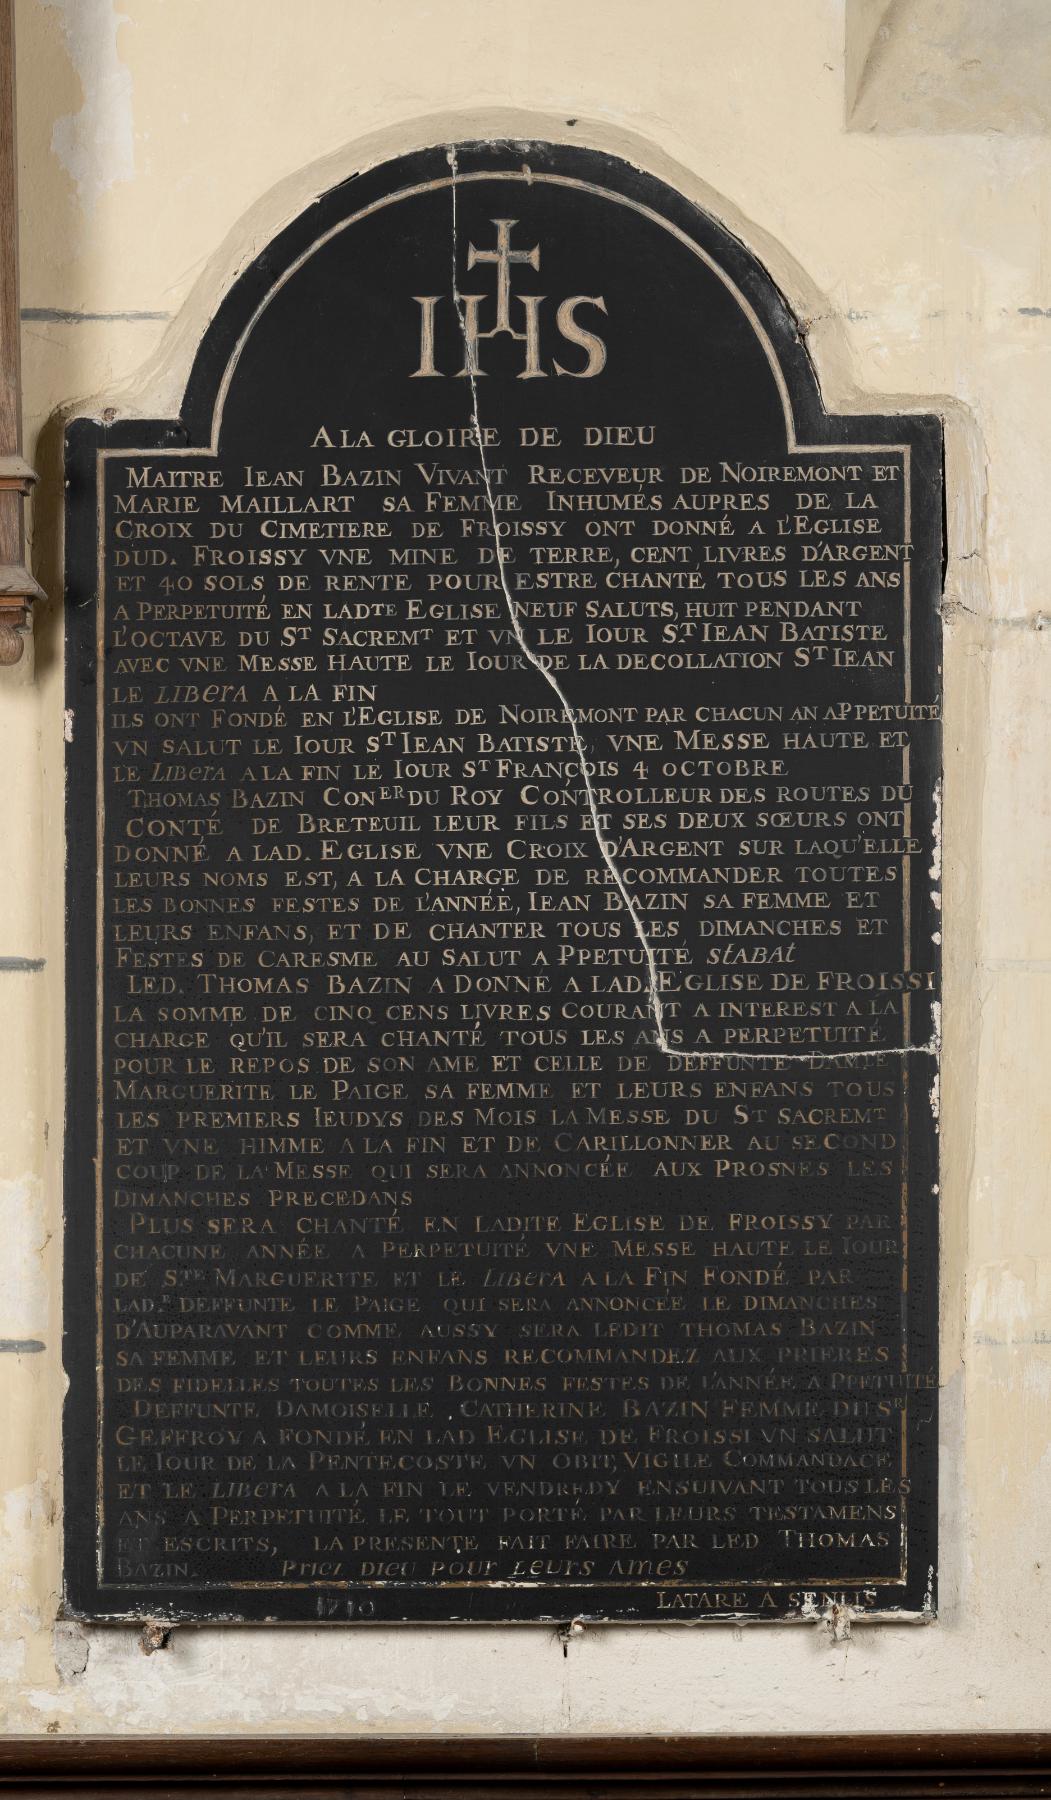 IHS
A LA GLOIRE DE DIEU
MAITRE IEAN BAZIN VIVANT RECEVEUR DE NOIREMONT ET
MARIE MAILLART SA FEMME INHUMÉS AUPRES DE LA
CROIX DU CIMETIERE DE FROISSY ONT DONNÉ A L'EGLISE
D'UD. FROISSY VNE MINE DE TERRE, CENT LIVRES D'ARGENT
ET 40 SOLS DE RENTE POUR ESTRE CHANTÉ TOUS LES ANS
A PERPETUITÉ EN LADTE EGLISE NEUF SALUTS, HUIT PENDANT
L'OCTAVE DU ST SACREMT ET VN LE IOUR ST IEAN BATISTE
AVEC VNE MESSE HAUTE LE IOUR DE LA DECOLLATION ST IEAN
LE LIBERA A LA FIN
ILS ONT FONDÉ EN L'EGLISE DE NOIREMONT PAR CHACUN AN A PPETUITÉ
VN SALUT LE IOUR ST IEAN BATISTE, VNE MESSE HAUTE ET
LE LIBERA A LA FIN LE IOUR ST FRANÇOIS 4 OCTOBRE
THOMAS BAZIN CONER DU ROY CONTROLLEUR DES ROUTES DU
CONTÉ DE BRETEUIL LEUR FILS ET SES DEUX SŒURS ONT
DONNÉ A LAD. EGLISE VNE CROIX D'ARGENT SUR LAQU'ELLE
LEURS NOMS EST, A LA CHARGE DE RECOMMANDER TOUTES
LES BONNES FESTES DE L'ANNÉE, IEAN BAZIN SA FEMME ET
LEURS ENFANS, ET DE CHANTER TOUS LES DIMANCHES ET
FESTES DE CARESME AU SALUT A PPETUITÉ STABAT
LED. THOMAS BAZIN A DONNÉ A LAD. EGLISE DE FROISSI
LA SOMME DE CINQ CENS LIVRES COURANT A INTEREST A LA
CHARGE QU'IL SERA CHANTÉ TOUS LES ANS A PERPETUITÉ
POUR LE REPOS DE SON AME ET CELLE DE DEFFUNTE DAMLE
MARGUERITE LE PAIGE SA FEMME ET LEURS ENFANS TOUS
LES PREMIERS IEUDYS DES MOIS LA MESSE DU ST SACREMT
ET VNE HIMME A LA FIN ET DE CARILLONNER AU SECOND
COUP DE LA MESSE QUI SERA ANNONCÉE AUX PROSNES LES
DIMANCHES PRECEDANS
PLUS SERA CHANTÉ EN LADITE EGLISE DE FROISSY PAR
CHACUNE ANNÉE A PERPETUITÉ VNE MESSE HAUTE LE IOUR
DE STE MARGUERITE ET LE LIBERA A LA FIN FONDÉ PAR
LAD.E DEFFUNTE LE PAIGE QUI SERA ANNONCÉE LE DIMANCHES
D'AUPARAVANT COMME AUSSY SERA LEDIT THOMAS BAZIN
SA FEMME ET LEURS ENFANS RECOMMANDEZ AUX PRIERES
DES FIDELLES TOUTES LES BONNES FESTES DE L'ANNÉE A PPETUITÉ
DEFFUNTE DAMOISELLE CATHERINE BAZIN FEMME DU SR
GEFFROY A FONDÉ EN LAD EGLISE DE FROISSI VN SALUT
LE IOUR DE LA PENTECOSTE VN OBIT, VIGILE COMMANDACE
ET LE LIBERA A LA FIN LE VENDREDY ENSUIVANT TOUS LES
ANS A PERPETUITÉ LE TOUT PORTÉ PAR LEURS TESTAMENS
ET ESCRITS, LA PRESENTE FAIT FAIRE PAR LED THOMAS
BAZIN. PRIEZ DIEU POUR LEURS AMES
1710 LATARE A SENLIS